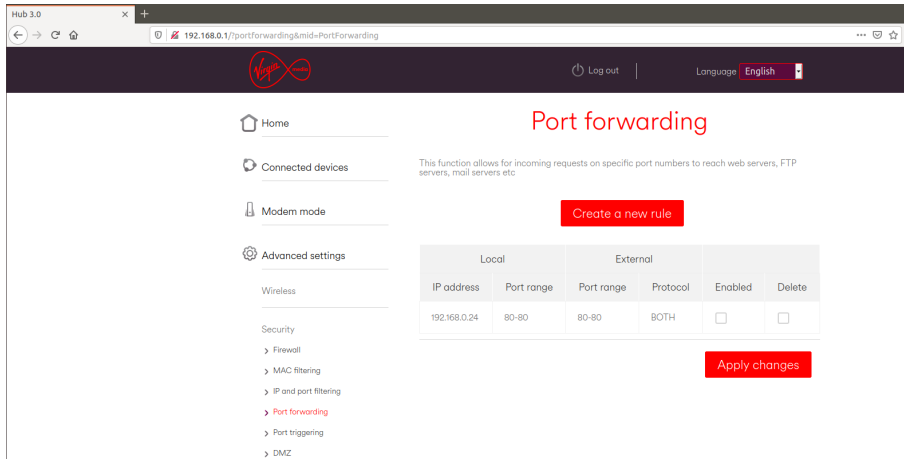 Hub 3.0
192.168.0.1/?portforwarding&mid=PortForwarding
Virgin media
Log out
Language English
Home
Connected devices
Modem mode
Advanced settings
Wireless
Security
Firewall
MAC filtering
IP and port filtering
Port forwarding
Port triggering
DMZ
Port forwarding
This function allows for incoming requests on specific port numbers to reach web servers, FTP
servers, mail servers etc
Create a new rule
Local External
IP address Port range Port range Protocol Enabled Delete
192.168.0.24 80-80 80-80 BOTH
Apply changes